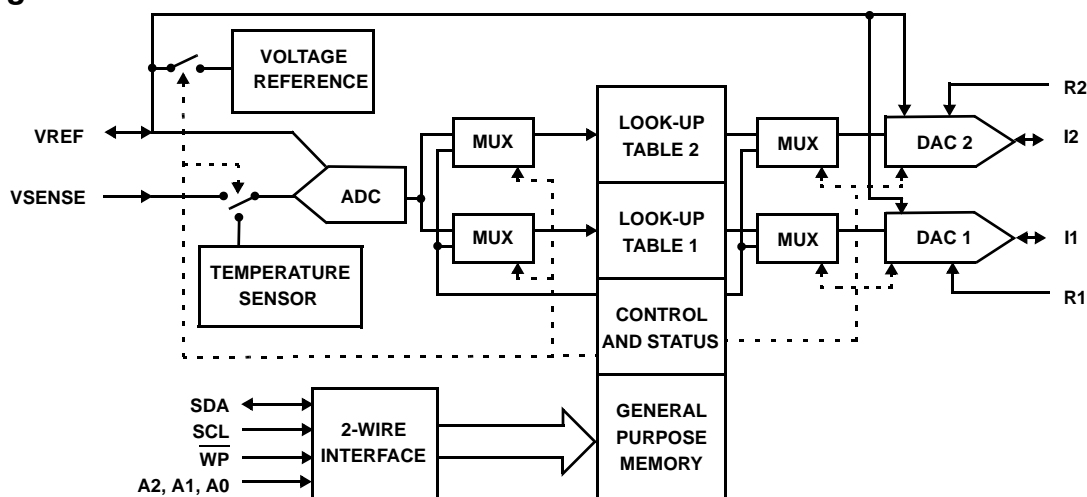 g
VOLTAGE
REFERENCE
R2
VREF
MUX
LOOK-UP
TABLE 2
MUX
DAC 2
I2
VSENSE
ADC
MUX
LOOK-UP
TABLE 1
MUX
DAC 1
I1
TEMPERATURE
SENSOR
R1
CONTROL
AND STATUS
SDA
SCL
WP
A2, A1, A0
2-WIRE
INTERFACE
GENERAL
PURPOSE
MEMORY